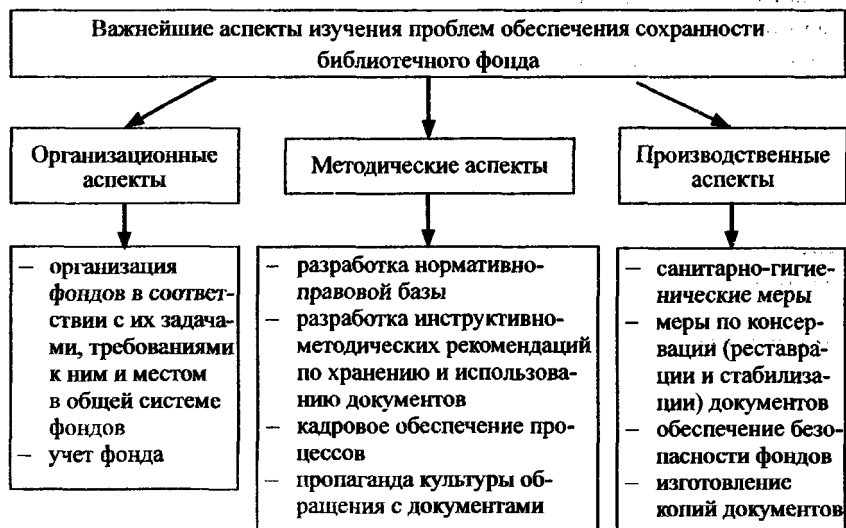 Важнейшие аспекты изучения проблем обеспечения сохранности
библиотечного фонда
Организационные
аспекты
Методические аспекты
Производственные
аспекты
– организация
фондов в соответ-
ствии с их задача-
ми, требованиями
к ним и местом
в общей системе
фондов
– учет фонда
– разработка нормативно-
правовой базы
– разработка инструктивно-
методических рекомендаций
по хранению и использова-
нию документов
– кадровое обеспечение про-
цессов
– пропаганда культуры об-
ращения с документами
– санитарно-гигие-
нические меры
– меры по консер-
вации (реставра-
ции и стабилиза-
ции) документов
– обеспечение безо-
пасности фондов
– изготовление
копий документов